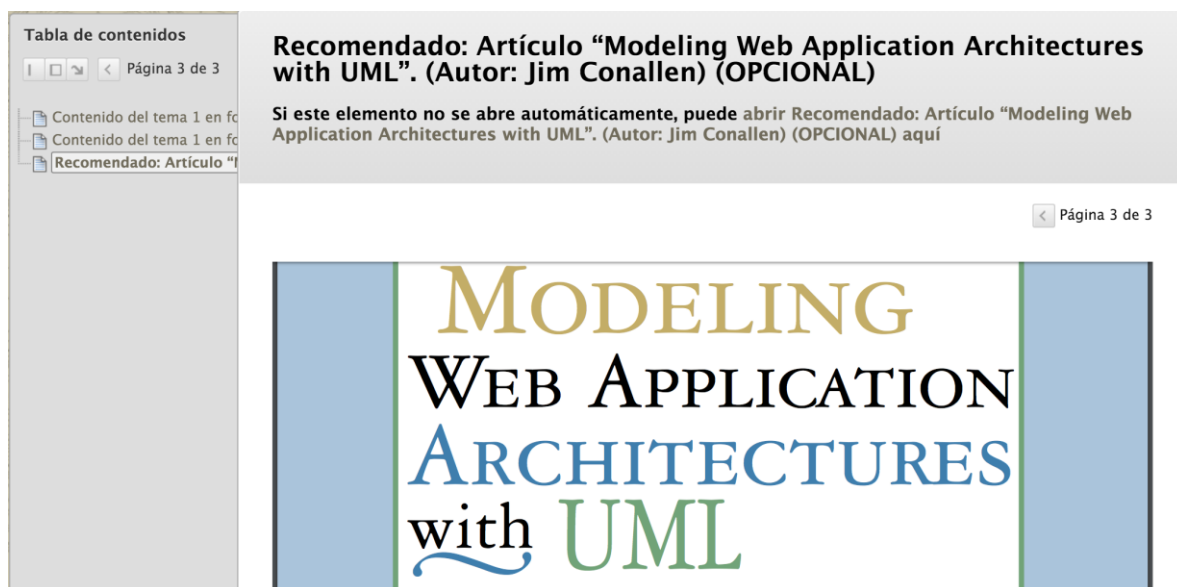 Tabla de contenidos
Página 3 de 3
Contenido del tema 1 en fo
Contenido del tema 1 en fo
Recomendado: Artículo “
Recomendado: Artículo “Modeling Web Application Architectures
with UML”. (Autor: Jim Conallen) (OPCIONAL)
Si este elemento no se abre automáticamente, puede abrir Recomendado: Artículo “Modeling Web
Application Architectures with UML”. (Autor: Jim Conallen) (OPCIONAL) aquí
Página 3 de 3
MODELING
WEB APPLICATION
ARCHITECTURES
with UML